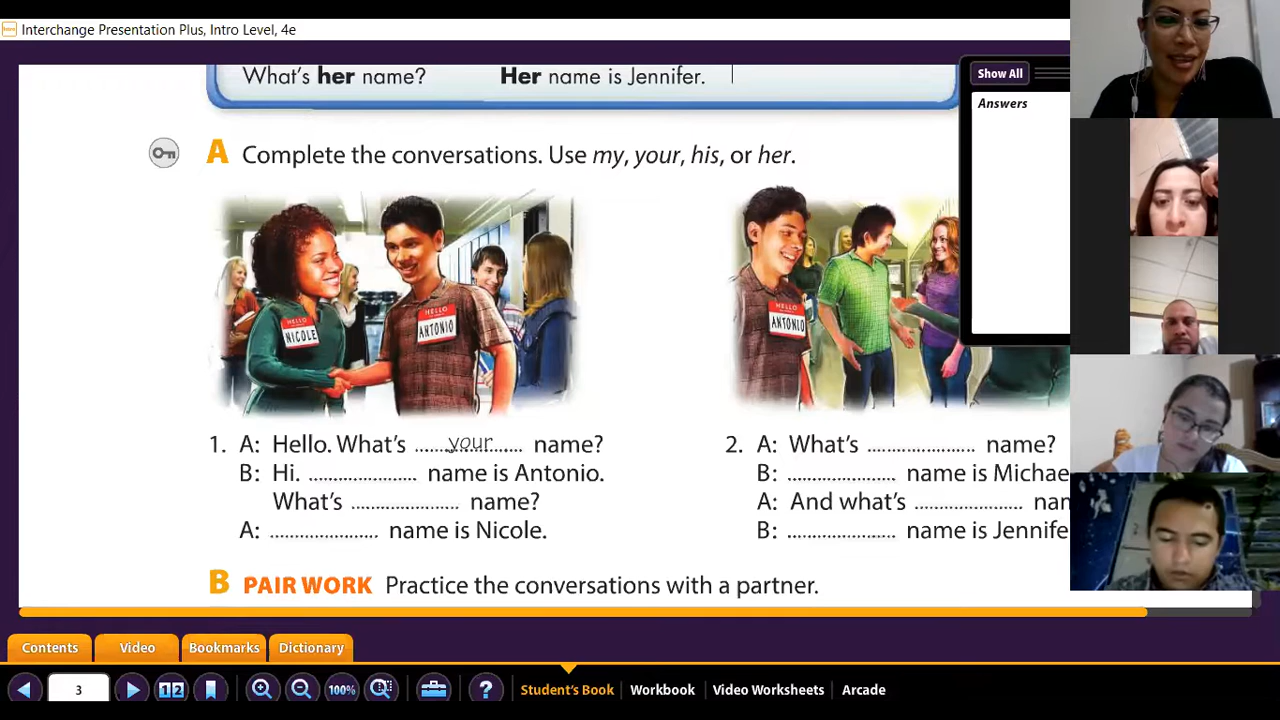 Interchange Presentation Plus, Intro Level, 4e
What's her name? Her name is Jennifer.
Show All
Answers
A Complete the conversations. Use my, your, his, or her.
HELLO
NICOLE
HELLO
ANTONIO
HELLO
ANTONIO
1. A: Hello. What's ......your...... name?
B: Hi. .................... name is Antonio.
What's .................... name?
A: .................... name is Nicole.
2. A: What's .................... name?
B: .................... name is Michae
A: And what's .................... nam
B: .................... name is Jennife
B PAIR WORK Practice the conversations with a partner.
Contents Video Bookmarks Dictionary
3 12 100% ? Student's Book Workbook Video Worksheets Arcade